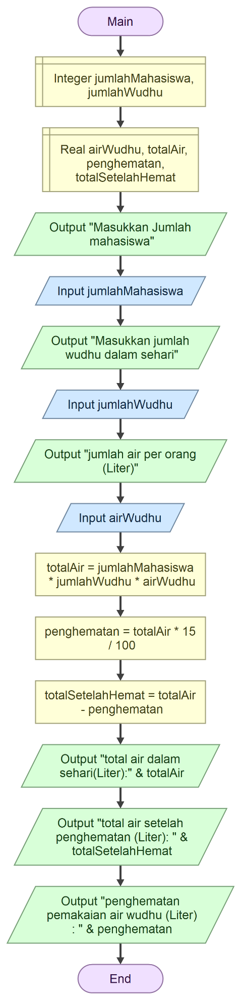 Main
Integer jumlahMahasiswa,
jumlahWudhu
Real airWudhu, totalAir,
penghematan,
totalSetelahHemat
Output "Masukkan Jumlah
mahasiswa"
Input jumlahMahasiswa
Output "Masukkan jumlah
wudhu dalam sehari"
Input jumlahWudhu
Output "jumlah air per orang
(Liter)"
Input airWudhu
totalAir = jumlahMahasiswa
* jumlahWudhu * airWudhu
penghematan = totalAir * 15
/ 100
totalSetelahHemat = totalAir
- penghematan
Output "total air dalam
sehari(Liter):" & totalAir
Output "total air setelah
penghematan (Liter): " &
totalSetelahHemat
Output "penghematan
pemakaian air wudhu (Liter)
: " & penghematan
End